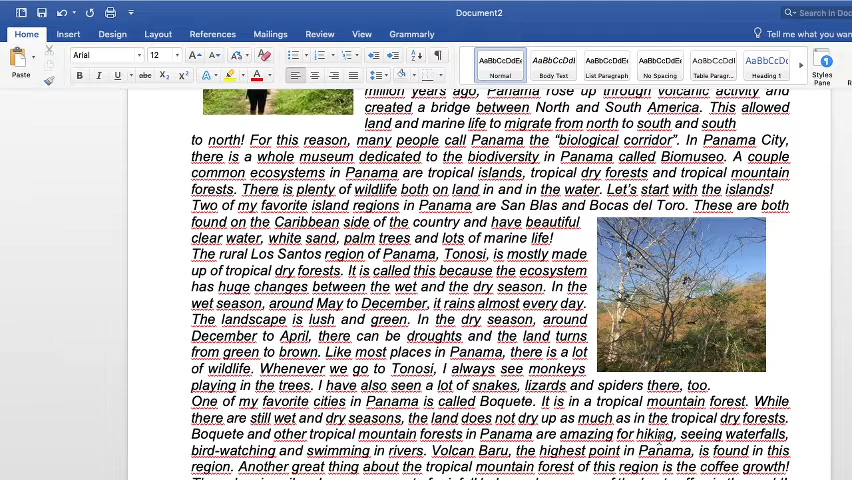 Document2
Search in Doc
Home Insert Design Layout References Mailings Review View Grammarly
Tell me what you want
Paste
Arial 12
B I U abc X₂ X²
AaBbCcDdEe AaBbCcDdI AaBbCcDdEe AaBbCcDdEe AaBbCcDdEe AaBbCcDdE
Normal Body Text List Paragraph No Spacing Table Paragr... Heading 1
Styles
Pane
million years ago, Panama rose up through volcanic activity and
created a bridge between North and South America. This allowed
land and marine life to migrate from north to south and south
to north! For this reason, many people call Panama the “biological corridor”. In Panama City,
there is a whole museum dedicated to the biodiversity in Panama called Biomuseo. A couple
common ecosystems in Panama are tropical islands, tropical dry forests and tropical mountain
forests. There is plenty of wildlife both on land in and in the water. Let’s start with the islands!
Two of my favorite island regions in Panama are San Blas and Bocas del Toro. These are both
found on the Caribbean side of the country and have beautiful
clear water, white sand, palm trees and lots of marine life!
The rural Los Santos region of Panama, Tonosi, is mostly made
up of tropical dry forests. It is called this because the ecosystem
has huge changes between the wet and the dry season. In the
wet season, around May to December, it rains almost every day.
The landscape is lush and green. In the dry season, around
December to April, there can be droughts and the land turns
from green to brown. Like most places in Panama, there is a lot
of wildlife. Whenever we go to Tonosi, I always see monkeys
playing in the trees. I have also seen a lot of snakes, lizards and spiders there, too.
One of my favorite cities in Panama is called Boquete. It is in a tropical mountain forest. While
there are still wet and dry seasons, the land does not dry up as much as in the tropical dry forests.
Boquete and other tropical mountain forests in Panama are amazing for hiking, seeing waterfalls,
bird-watching and swimming in rivers. Volcan Baru, the highest point in Panama, is found in this
region. Another great thing about the tropical mountain forest of this region is the coffee growth!